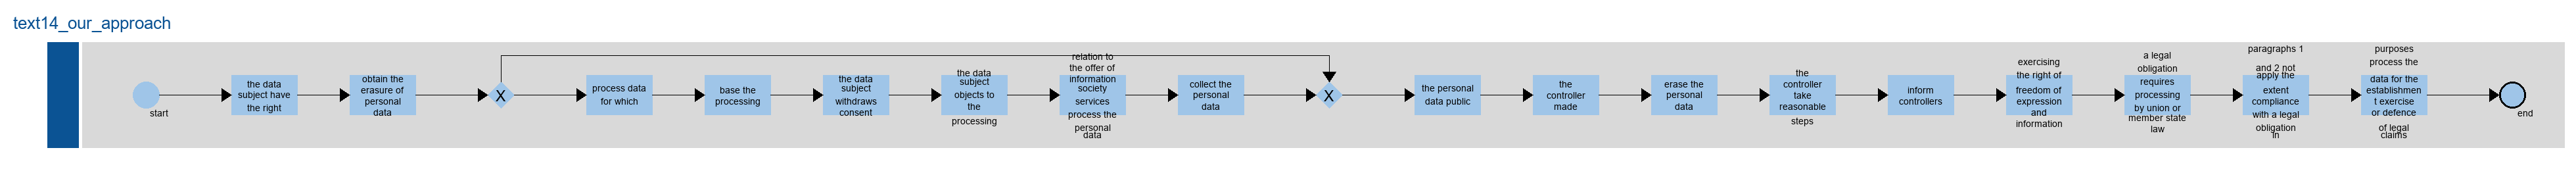 text14_our_approach
start
the data
subject have
the right
obtain the
erasure of
personal
data
X
process data
for which
base the
processing
the data
subject
withdraws
consent
the data
subject
objects to
the
processing
relation to
the offer of
information
society
services
process the
personal
data
collect the
personal
data
X
the personal
data public
the
controller
made
erase the
personal
data
the
controller
take
reasonable
steps
inform
controllers
exercising
the right of
freedom of
expression
and
information
a legal
obligation
requires
processing
by union or
member state
law
paragraphs 1
and 2 not
apply the
extent
compliance
with a legal
obligation
in
purposes
process the
data for the
establishmen
t exercise
or defence
of legal
claims
end